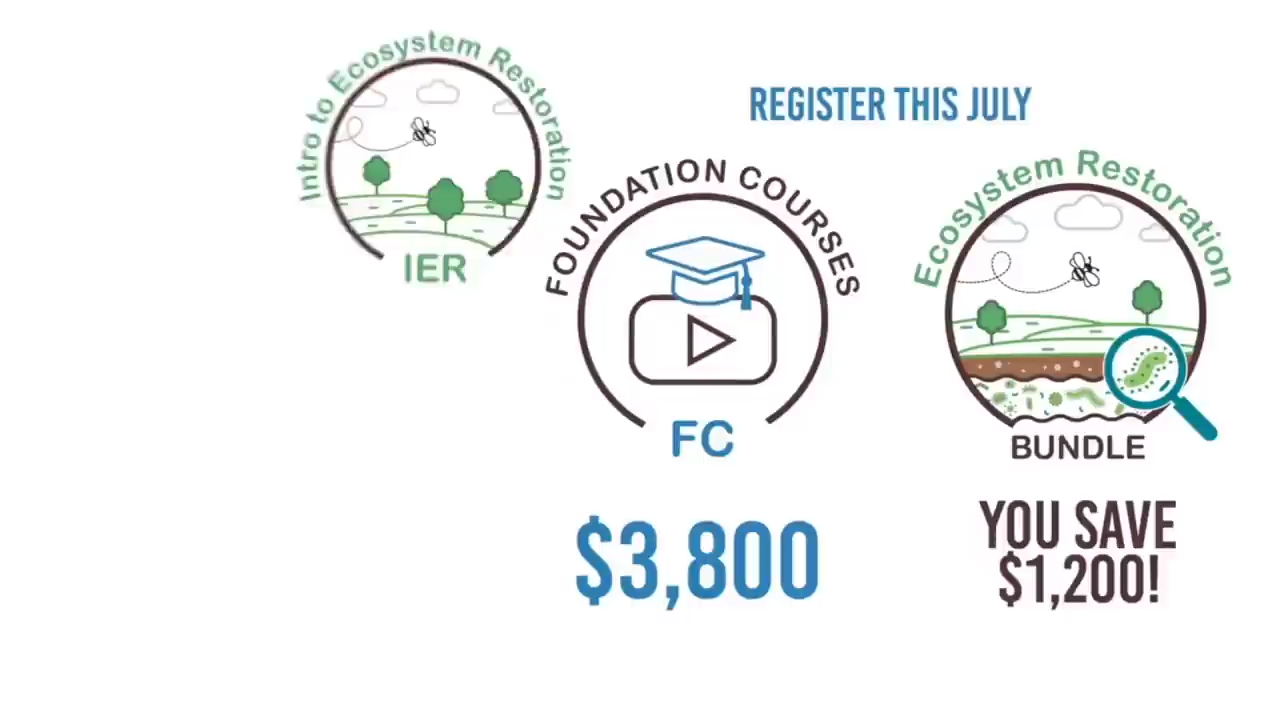 Intro to Ecosystem Restoration
IER
REGISTER THIS JULY
FOUNDATION COURSES
FC
$3,800
Ecosystem Restoration
BUNDLE
YOU SAVE
$1,200!